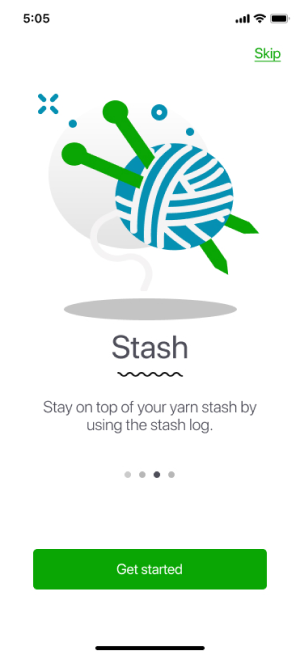 5:05
Skip
Stash
Stay on top of your yarn stash by
using the stash log.
Get started